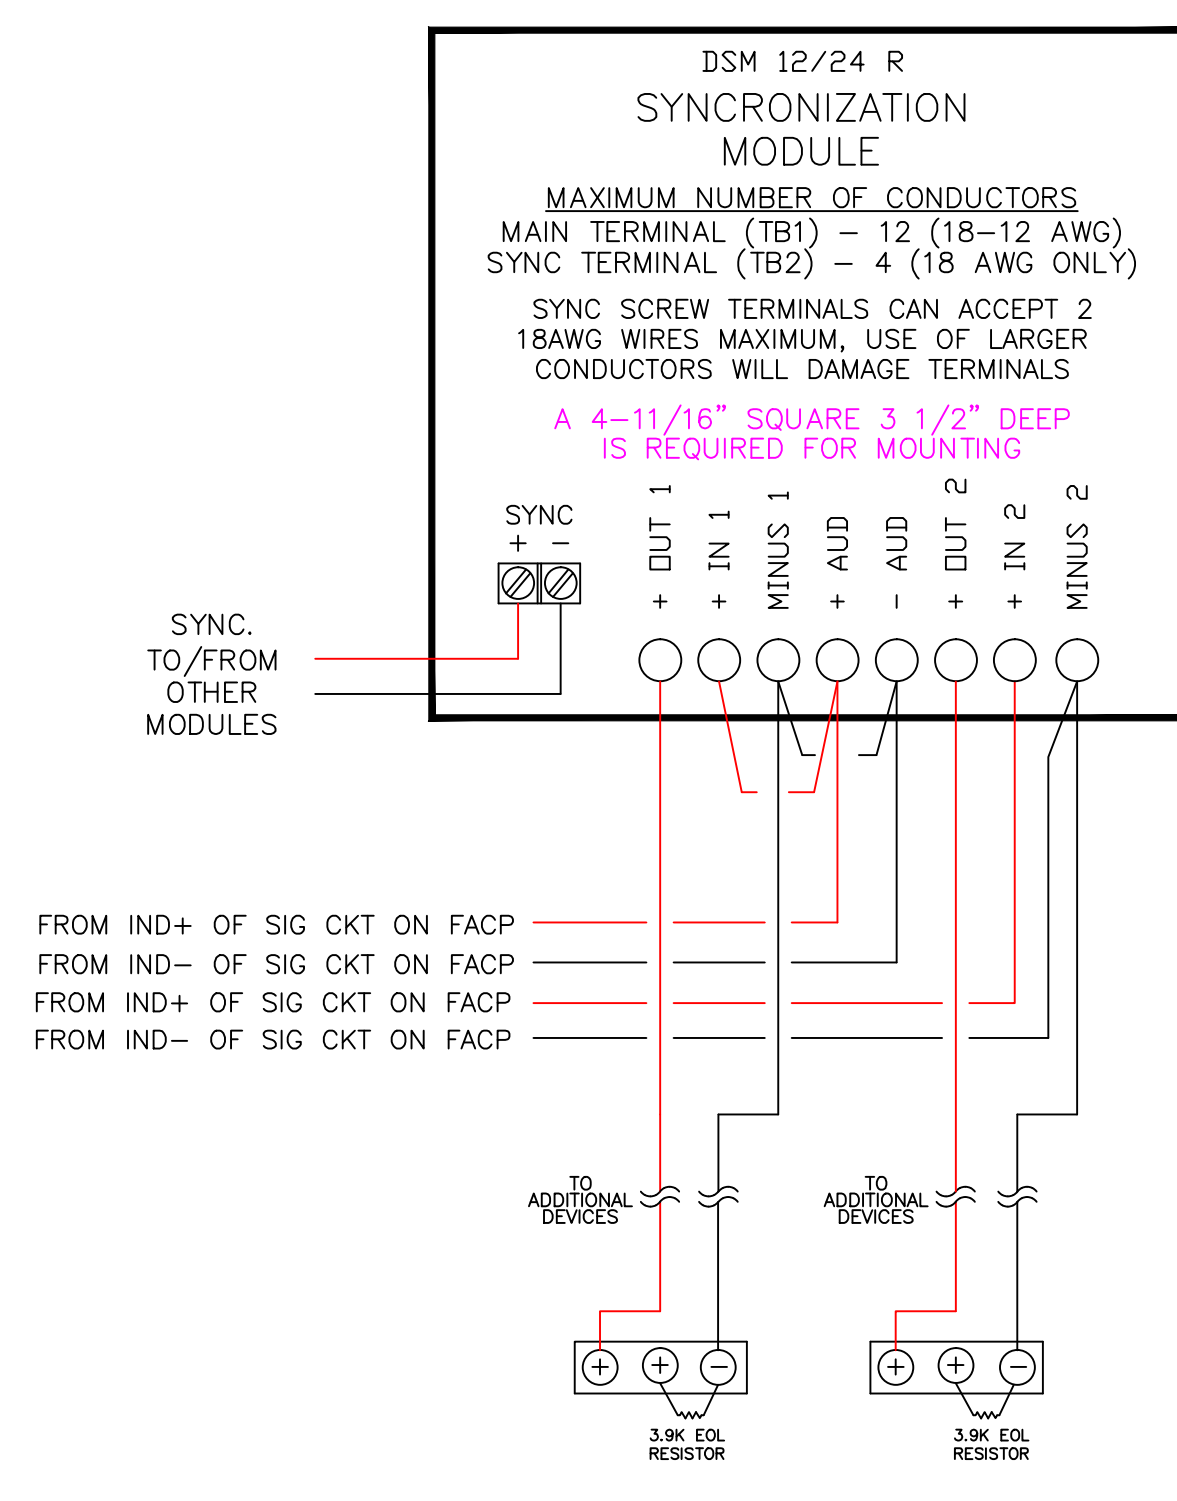 DSM 12/24 R
SYNCRONIZATION
MODULE
MAXIMUM NUMBER OF CONDUCTORS
MAIN TERMINAL (TB1) – 12 (18–12 AWG)
SYNC TERMINAL (TB2) – 4 (18 AWG ONLY)
SYNC SCREW TERMINALS CAN ACCEPT 2
18AWG WIRES MAXIMUM, USE OF LARGER
CONDUCTORS WILL DAMAGE TERMINALS
A 4–11/16” SQUARE 3 1/2” DEEP
IS REQUIRED FOR MOUNTING
SYNC
+ –
+ OUT 1
+ IN 1
MINUS 1
+ AUD
- AUD
+ OUT 2
+ IN 2
MINUS 2
SYNC.
TO/FROM
OTHER
MODULES
FROM IND+ OF SIG CKT ON FACP
FROM IND– OF SIG CKT ON FACP
FROM IND+ OF SIG CKT ON FACP
FROM IND– OF SIG CKT ON FACP
TO
ADDITIONAL
DEVICES
TO
ADDITIONAL
DEVICES
+ + –
+ + –
3.9K EOL
RESISTOR
3.9K EOL
RESISTOR